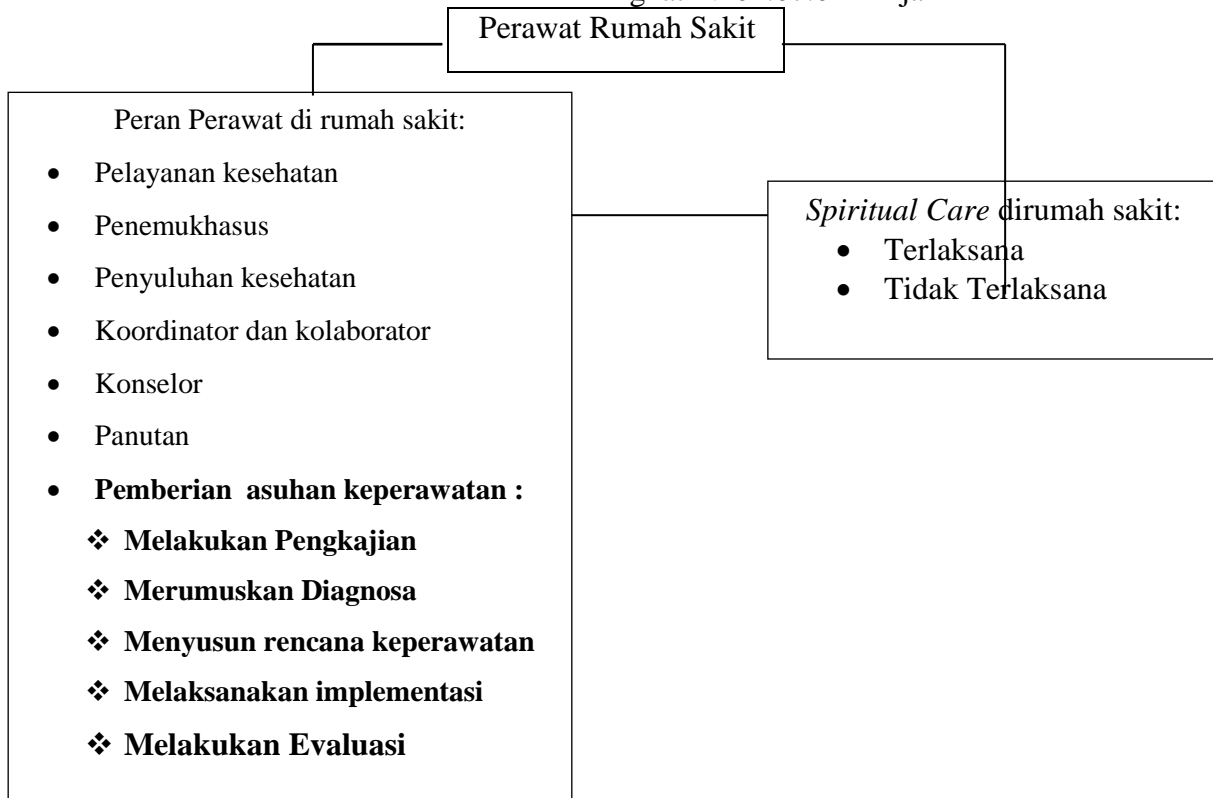 Perawat Rumah Sakit
Peran Perawat di rumah sakit:
• Pelayanan kesehatan
• Penemukhasus
• Penyuluhan kesehatan
• Koordinator dan kolaborator
• Konselor
• Panutan
• Pemberian asuhan keperawatan :
❖ Melakukan Pengkajian
❖ Merumuskan Diagnosa
❖ Menyusun rencana keperawatan
❖ Melaksanakan implementasi
❖ Melakukan Evaluasi
Spiritual Care dirumah sakit:
• Terlaksana
• Tidak Terlaksana